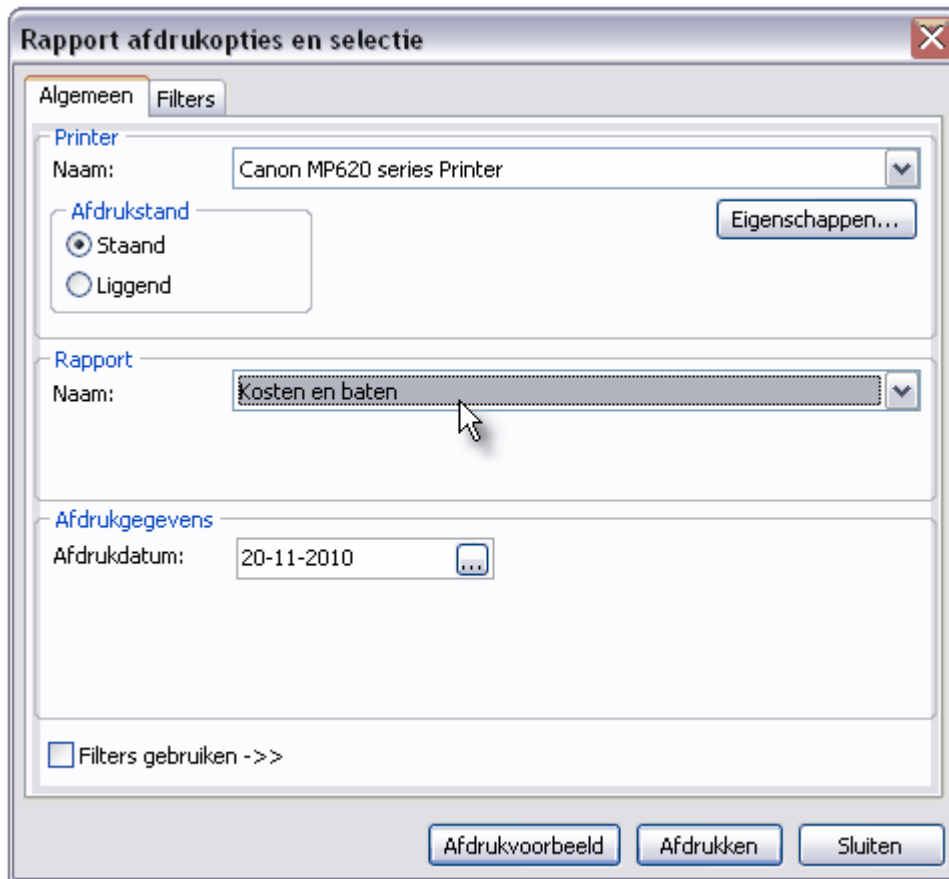 Rapport afdrukopties en selectie
Algemeen Filters
Printer
Naam: Canon MP620 series Printer
Afdrukstand
Eigenschappen...
Staand
Liggend
Rapport
Naam: Kosten en baten
Afdrukgegevens
Afdrukdatum: 20-11-2010 ...
Filters gebruiken ->>
Afdrukvoorbeeld Afdrukken Sluiten